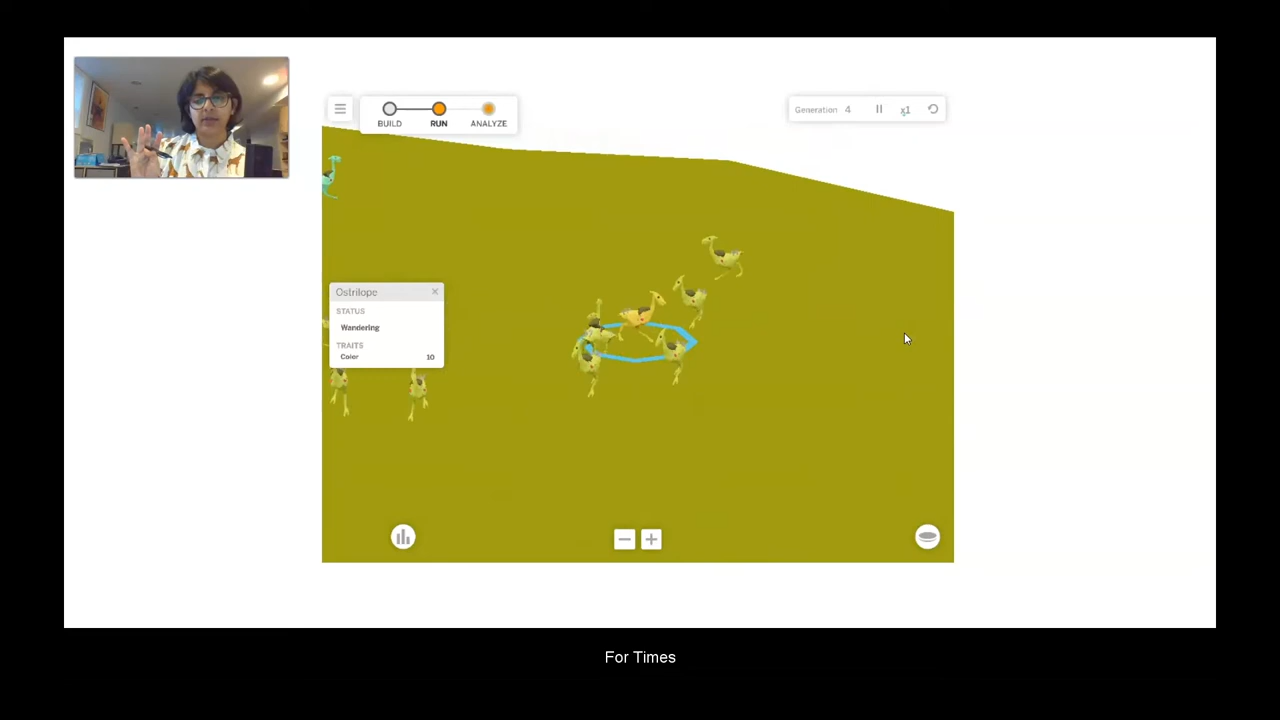 BUILD
RUN
ANALYZE
Generation 4
x1
Ostrilope
STATUS
Wandering
TRAITS
Color 10
For Times